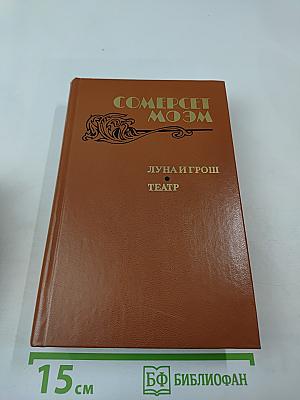 СОМЕРСЕТ
МОЭМ
ЛУНА И ГРОШ
•
ТЕАТР
15 см
БФ БИБЛИОФАН